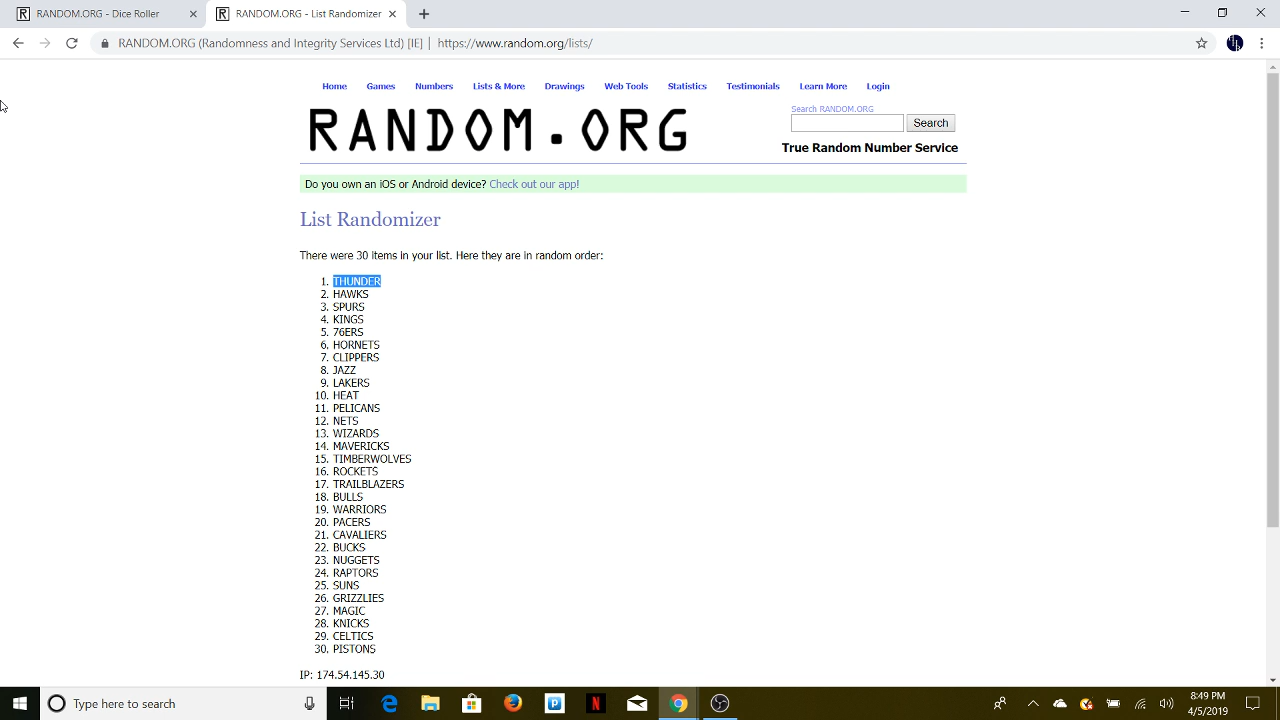 RANDOM.ORG - Dice Roller
RANDOM.ORG - List Randomizer
RANDOM.ORG (Randomness and Integrity Services Ltd) [IE] | https://www.random.org/lists/
Home Games Numbers Lists & More Drawings Web Tools Statistics Testimonials Learn More Login
RANDOM.ORG
Search RANDOM.ORG
Search
True Random Number Service
Do you own an iOS or Android device? Check out our app!
List Randomizer
There were 30 items in your list. Here they are in random order:
1. THUNDER
2. HAWKS
3. SPURS
4. KINGS
5. 76ERS
6. HORNETS
7. CLIPPERS
8. JAZZ
9. LAKERS
10. HEAT
11. PELICANS
12. NETS
13. WIZARDS
14. MAVERICKS
15. TIMBERWOLVES
16. ROCKETS
17. TRAILBLAZERS
18. BULLS
19. WARRIORS
20. PACERS
21. CAVALIERS
22. BUCKS
23. NUGGETS
24. RAPTORS
25. SUNS
26. GRIZZLIES
27. MAGIC
28. KNICKS
29. CELTICS
30. PISTONS
IP: 174.54.145.30
Type here to search
8:49 PM
4/5/2019